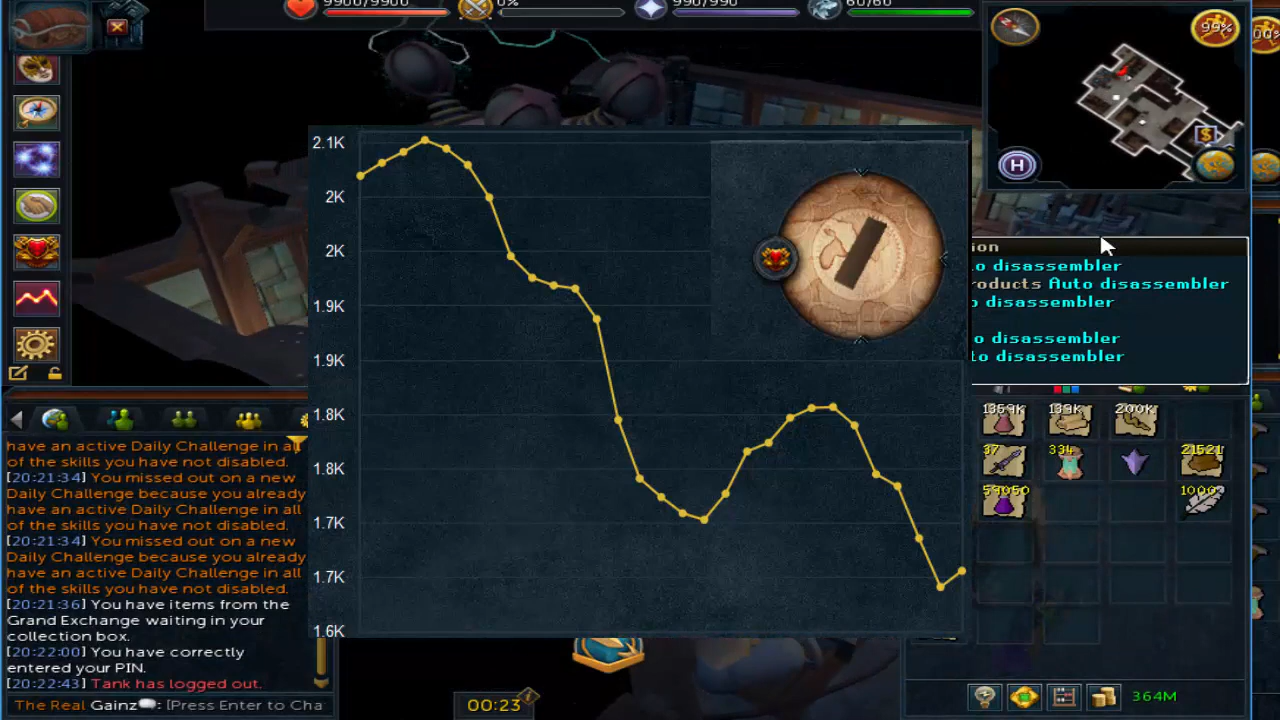 9900/9900
0%
990/990
60/60
99%
00%
H
$
2.1K
2K
2K
1.9K
1.9K
1.8K
1.8K
1.7K
1.7K
1.6K
ion
o disassembler
roducts Auto disassembler
o disassembler
o disassembler
to disassembler
have an active Daily Challenge in all
of the skills you have not disabled.
[20:21:34] You missed out on a new
Daily Challenge because you already
have an active Daily Challenge in all
of the skills you have not disabled.
[20:21:34] You missed out on a new
Daily Challenge because you already
have an active Daily Challenge in all
of the skills you have not disabled.
[20:21:36] You have items from the
Grand Exchange waiting in your
collection box.
[20:22:00] You have correctly
entered your PIN.
[20:22:43] Tank has logged out.
The Real Gainz: [Press Enter to Cha
00:23
1359K 139K 200K
37 334 21521
59050 1000
364M